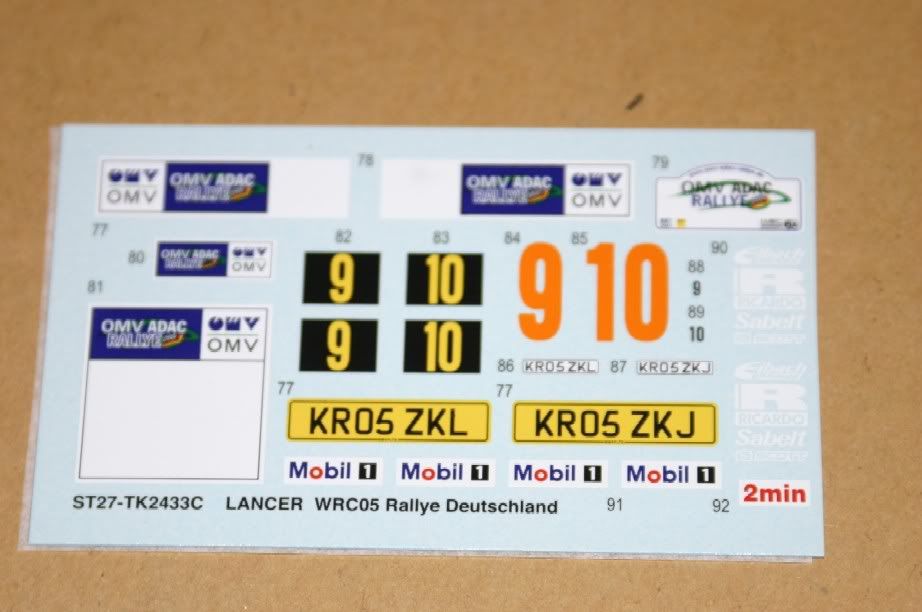 78
79
OMV
OMV ADAC
RALLYE
OMV ADAC
RALLYE
OMV
OMV ADAC
RALLYE
77
80
OMV ADAC
RALLYE
OMV
82
83
84
85
90
9
10
9
10
88
9
89
10
Eibach
R
RICARDO
Sabelt
81
OMV ADAC
RALLYE
OMV
9
10
86
KR05ZKL
87
KR05ZKJ
Eibach
R
RICARDO
Sabelt
77
KR05 ZKL
77
KR05 ZKJ
Mobil 1
Mobil 1
Mobil 1
Mobil 1
2min
ST27-TK2433C LANCER WRC05 Rallye Deutschland
91
92